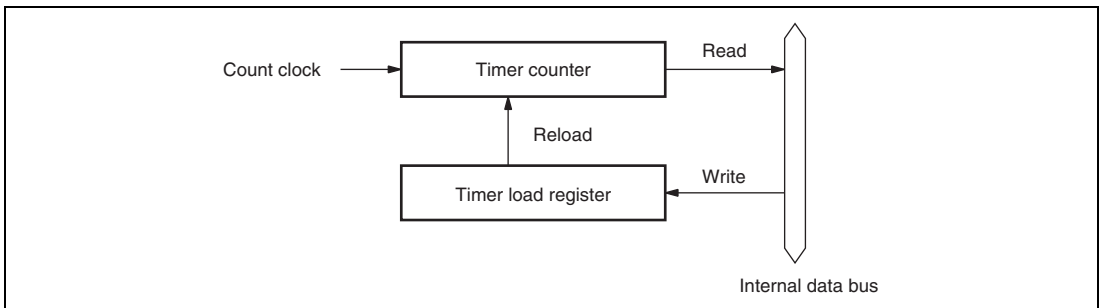 Read
Count clock
Timer counter
Reload
Write
Timer load register
Internal data bus